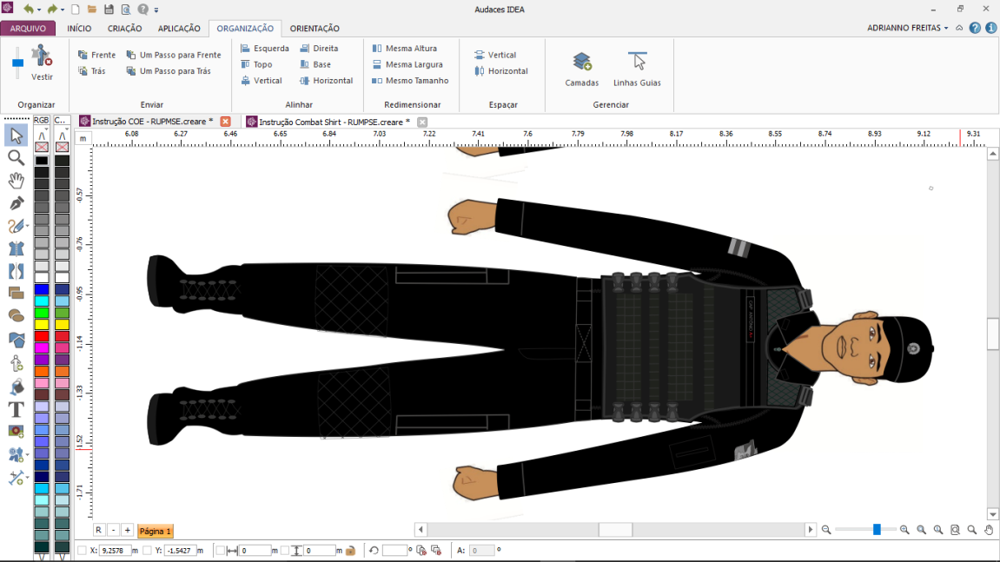 Audaces IDEA
ARQUIVO INÍCIO CRIAÇÃO APLICAÇÃO ORGANIZAÇÃO ORIENTAÇÃO ADRIANNO FREITAS
Esquerda Direita Mesma Altura
Frente Um Passo para Frente Vertical
Topo Base Mesma Largura
Trás Um Passo para Trás Horizontal
Vestir Vertical Horizontal Mesmo Tamanho Camadas Linhas Guias
Organizar Enviar Alinhar Redimensionar Espaçar Gerenciar
RGB C... Instrução COE - RUPMSE.creare * Instrução Combat Shirt - RUMPSE.creare *
m 6.08 6.27 6.46 6.65 6.84 7.03 7.22 7.41 7.6 7.79 7.98 8.17 8.36 8.55 8.74 8.93 9.12 9.31
-0.57
-0.76
-0.95
-1.14
-1.33
-1.52
-1.71
R - + Página 1
X: 9,2578 m Y: -1,5427 m 0 m 0 m º A: 0 º